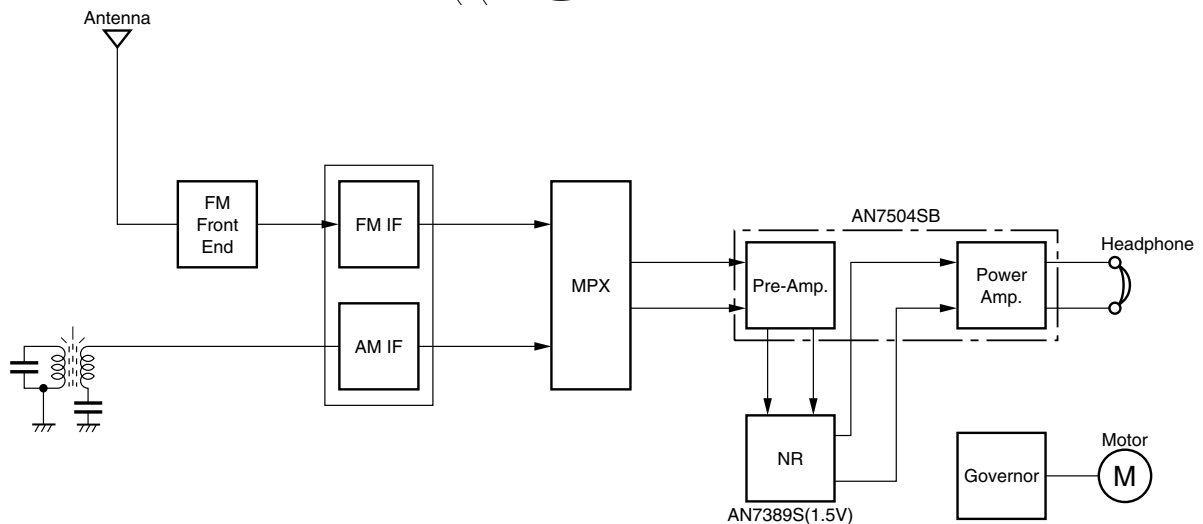 Antenna
FM
Front
End
FM IF
AM IF
MPX
AN7504SB
Pre-Amp.
Power
Amp.
Headphone
NR
AN7389S(1.5V)
Governor
Motor
M